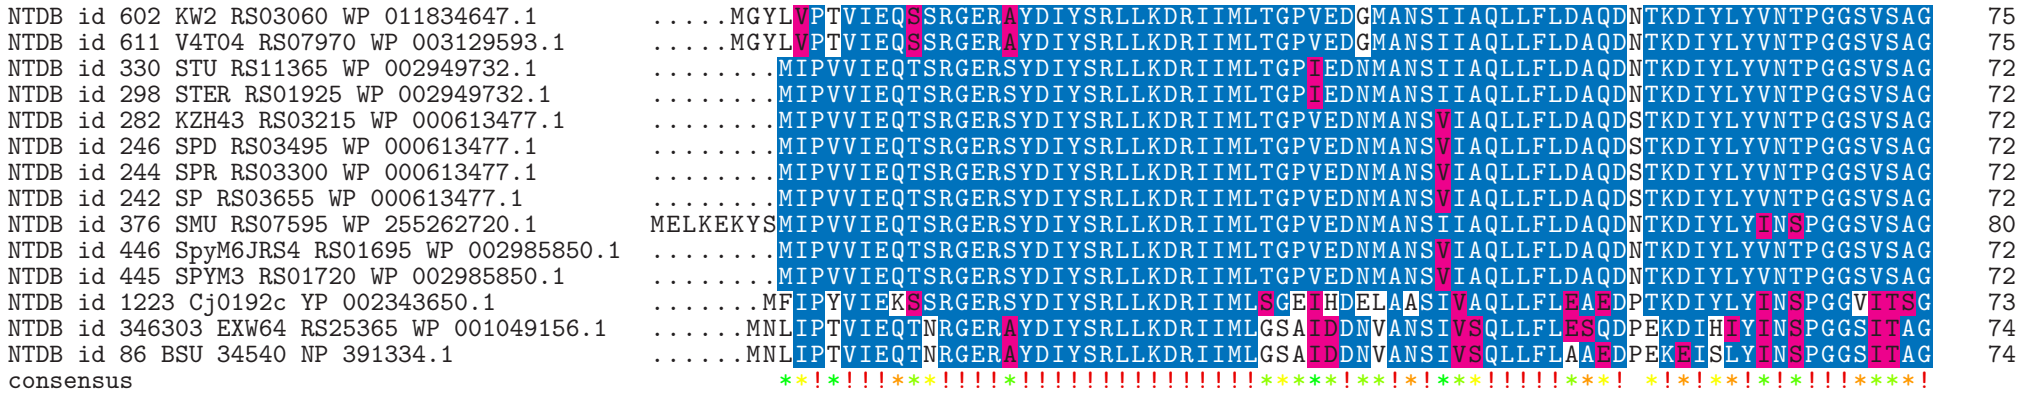 NTDB id 602 KW2 RS03060 WP 011834647.1 .....MGYLVPTVIEQSSRGERAYDIYSRLLKDRIIMLTGPVEDGMANSIIAQLLFLDAQDNTKDIYLYVNTPGGSVSAG 75
NTDB id 611 V4T04 RS07970 WP 003129593.1 .....MGYLVPTVIEQSSRGERAYDIYSRLLKDRIIMLTGPVEDGMANSIIAQLLFLDAQDNTKDIYLYVNTPGGSVSAG 75
NTDB id 330 STU RS11365 WP 002949732.1 ........MIPVVIEQTSRGERSYDIYSRLLKDRIIMLTGPIEDNMANSIIAQLLFLDAQDNTKDIYLYVNTPGGSVSAG 72
NTDB id 298 STER RS01925 WP 002949732.1 ........MIPVVIEQTSRGERSYDIYSRLLKDRIIMLTGPIEDNMANSIIAQLLFLDAQDNTKDIYLYVNTPGGSVSAG 72
NTDB id 282 KZH43 RS03215 WP 000613477.1 ........MIPVVIEQTSRGERSYDIYSRLLKDRIIMLTGPVEDNMANSVIAQLLFLDAQDSTKDIYLYVNTPGGSVSAG 72
NTDB id 246 SPD RS03495 WP 000613477.1 ........MIPVVIEQTSRGERSYDIYSRLLKDRIIMLTGPVEDNMANSVIAQLLFLDAQDSTKDIYLYVNTPGGSVSAG 72
NTDB id 244 SPR RS03300 WP 000613477.1 ........MIPVVIEQTSRGERSYDIYSRLLKDRIIMLTGPVEDNMANSVIAQLLFLDAQDSTKDIYLYVNTPGGSVSAG 72
NTDB id 242 SP RS03655 WP 000613477.1 ........MIPVVIEQTSRGERSYDIYSRLLKDRIIMLTGPVEDNMANSVIAQLLFLDAQDSTKDIYLYVNTPGGSVSAG 72
NTDB id 376 SMU RS07595 WP 255262720.1 MELKEKYSMIPVVIEQTSRGERSYDIYSRLLKDRIIMLTGPVEDNMANSIIAQLLFLDAQDNTKDIYLYINSPGGSVSAG 80
NTDB id 446 SpyM6JRS4 RS01695 WP 002985850.1 ........MIPVVIEQTSRGERSYDIYSRLLKDRIIMLTGPVEDNMANSVIAQLLFLDAQDNTKDIYLYVNTPGGSVSAG 72
NTDB id 445 SPYM3 RS01720 WP 002985850.1 ........MIPVVIEQTSRGERSYDIYSRLLKDRIIMLTGPVEDNMANSVIAQLLFLDAQDNTKDIYLYVNTPGGSVSAG 72
NTDB id 1223 Cj0192c YP 002343650.1 .......MFIPYVIEKSSRGERSYDIYSRLLKDRIIMLSGEIHDELAASIVAQLLFLEAEDPTKDIYLYINSPGGVITSG 73
NTDB id 346303 EXW64 RS25365 WP 001049156.1 ......MNLIPTVIEQTNRGERAYDIYSRLLKDRIIMLGSAIDDNVANSIVSQLLFLESQDPEKDIHIYINSPGGSITAG 74
NTDB id 86 BSU 34540 NP 391334.1 ......MNLIPTVIEQTNRGERAYDIYSRLLKDRIIMLGSAIDDNVANSIVSQLLFLAAEDPEKEISLYINSPGGSITAG 74
consensus **!*!!!***!!!!*!!!!!!!!!!!!!!!*****!**!*!***!!!!!***! *!*!**!*!*!!!****!